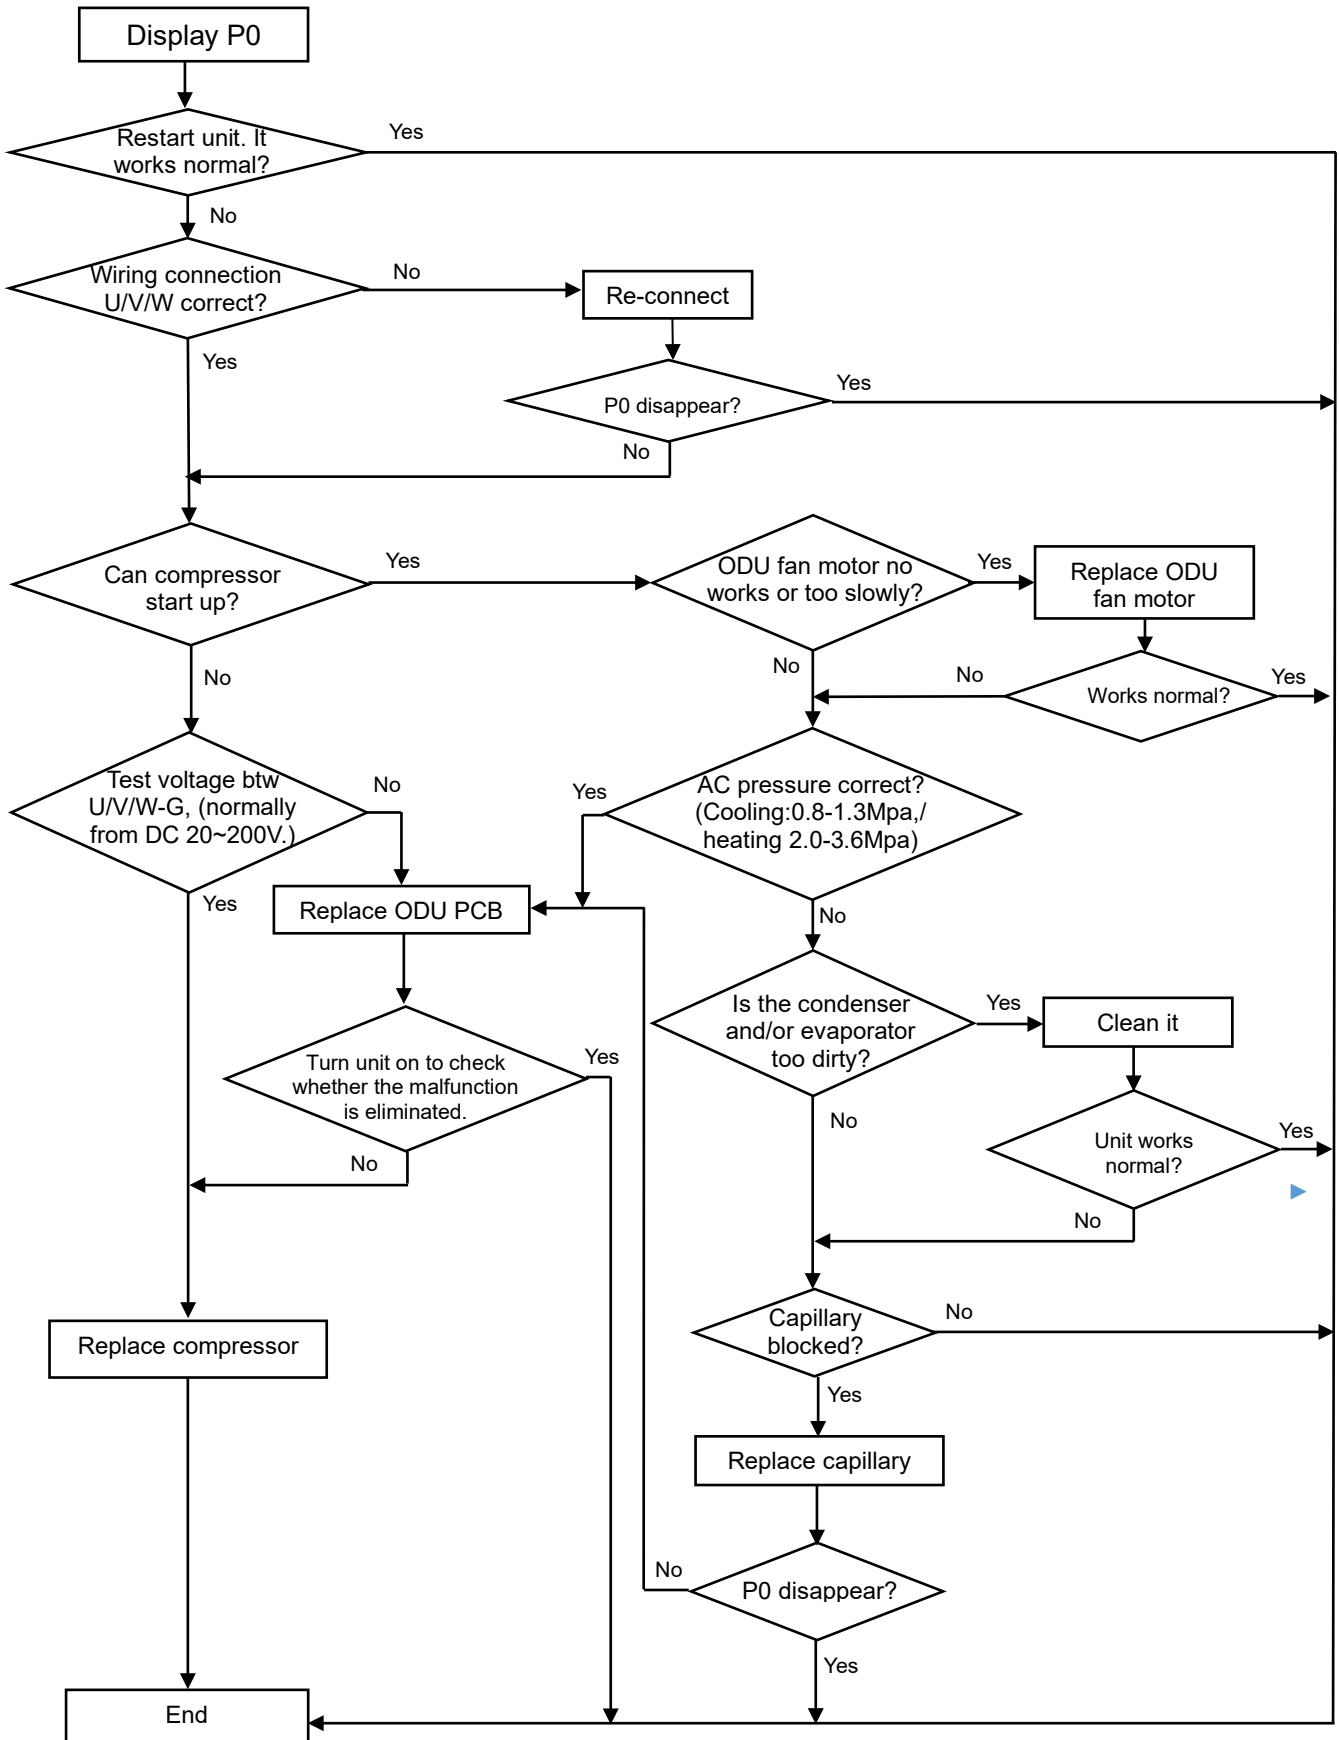 Display P0
Restart unit. It
works normal?
Yes
No
Wiring connection
U/V/W correct?
No
Re-connect
Yes
P0 disappear?
Yes
No
Can compressor
start up?
Yes
ODU fan motor no
works or too slowly?
Yes
Replace ODU
fan motor
No
No
Works normal?
Yes
No
Test voltage btw
U/V/W-G, (normally
from DC 20~200V.)
No
Yes
AC pressure correct?
(Cooling:0.8-1.3Mpa,/
heating 2.0-3.6Mpa)
Yes
Replace ODU PCB
No
Is the condenser
and/or evaporator
too dirty?
Yes
Clean it
Turn unit on to check
whether the malfunction
is eliminated.
Yes
No
No
Unit works
normal?
Yes
No
Capillary
blocked?
No
Replace compressor
Yes
Replace capillary
No
P0 disappear?
Yes
End